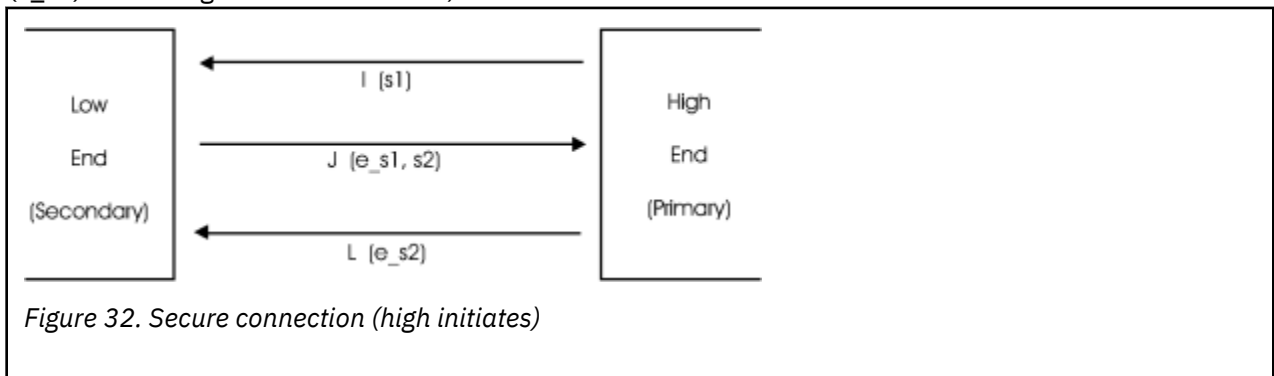 I (s1)
Low
High
J (e_s1, s2)
End
End
(Secondary)
(Primary)
L (e_s2)
Figure 32. Secure connection (high initiates)